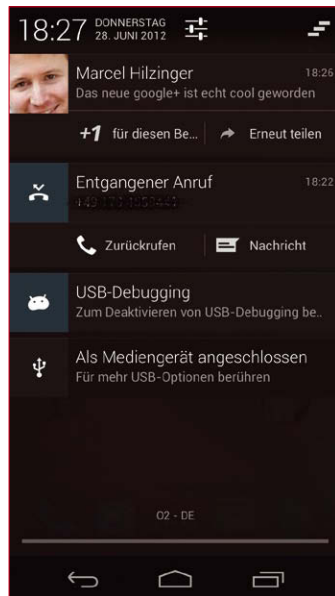 18:27 DONNERSTAG
28. JUNI 2012
Marcel Hilzinger 18:26
Das neue google+ ist echt cool geworden
+1 für diesen Be... Erneut teilen
Entgangener Anruf 18:22
Zurückrufen Nachricht
USB-Debugging
Zum Deaktivieren von USB-Debugging be..
Als Mediengerät angeschlossen
Für mehr USB-Optionen berühren
O2 - DE